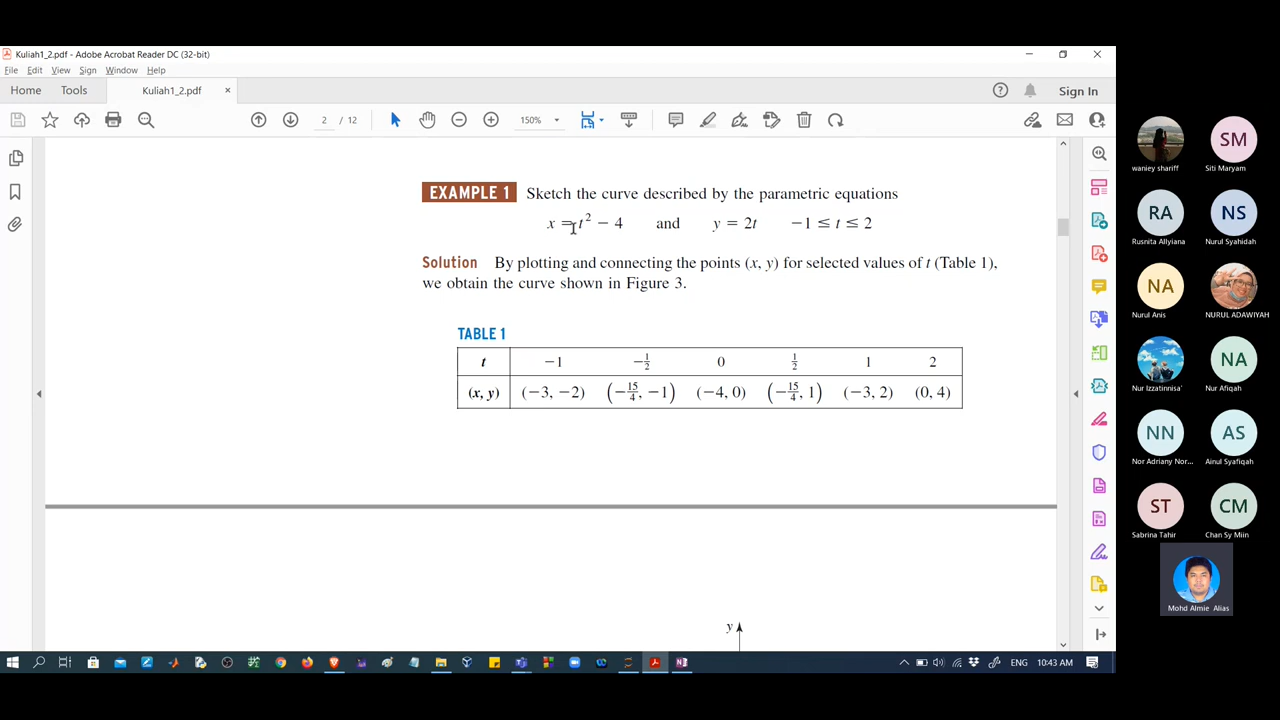 Kuliah1_2.pdf - Adobe Acrobat Reader DC (32-bit)
File Edit View Sign Window Help
Home Tools Kuliah1_2.pdf × Sign In
2 / 12 150%
EXAMPLE 1 Sketch the curve described by the parametric equations
x = t² − 4 and y = 2t −1 ≤ t ≤ 2
Solution By plotting and connecting the points (x, y) for selected values of t (Table 1),
we obtain the curve shown in Figure 3.
TABLE 1
t −1 −1/2 0 1/2 1 2
(x, y) (−3, −2) (−15/4, −1) (−4, 0) (−15/4, 1) (−3, 2) (0, 4)
y
waniey shariff
SM
Siti Maryam
RA
Rusnita Allyiana
NS
Nurul Syahidah
NA
Nurul Anis
NURUL ADAWIYAH
Nur Izzatinnisa'
NA
Nur Afiqah
NN
Nor Adriany Nor...
AS
Ainul Syafiqah
ST
Sabrina Tahir
CM
Chan Sy Miin
Mohd Almie Alias
ENG 10:43 AM